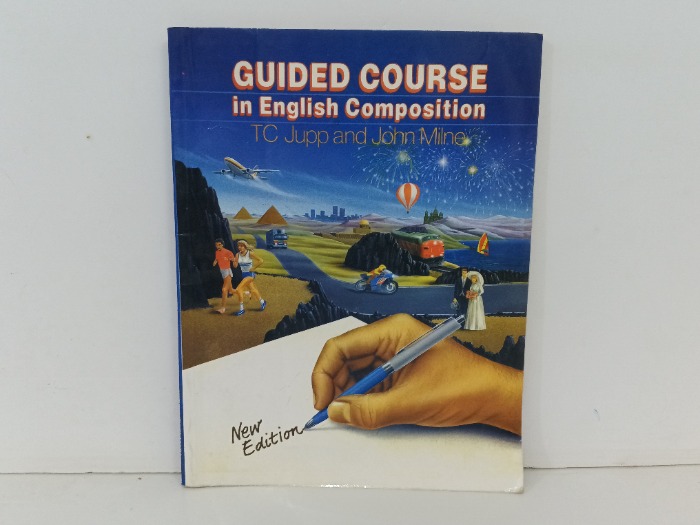 GUIDED COURSE
in English Composition
TC Jupp and John Milne
New
Edition